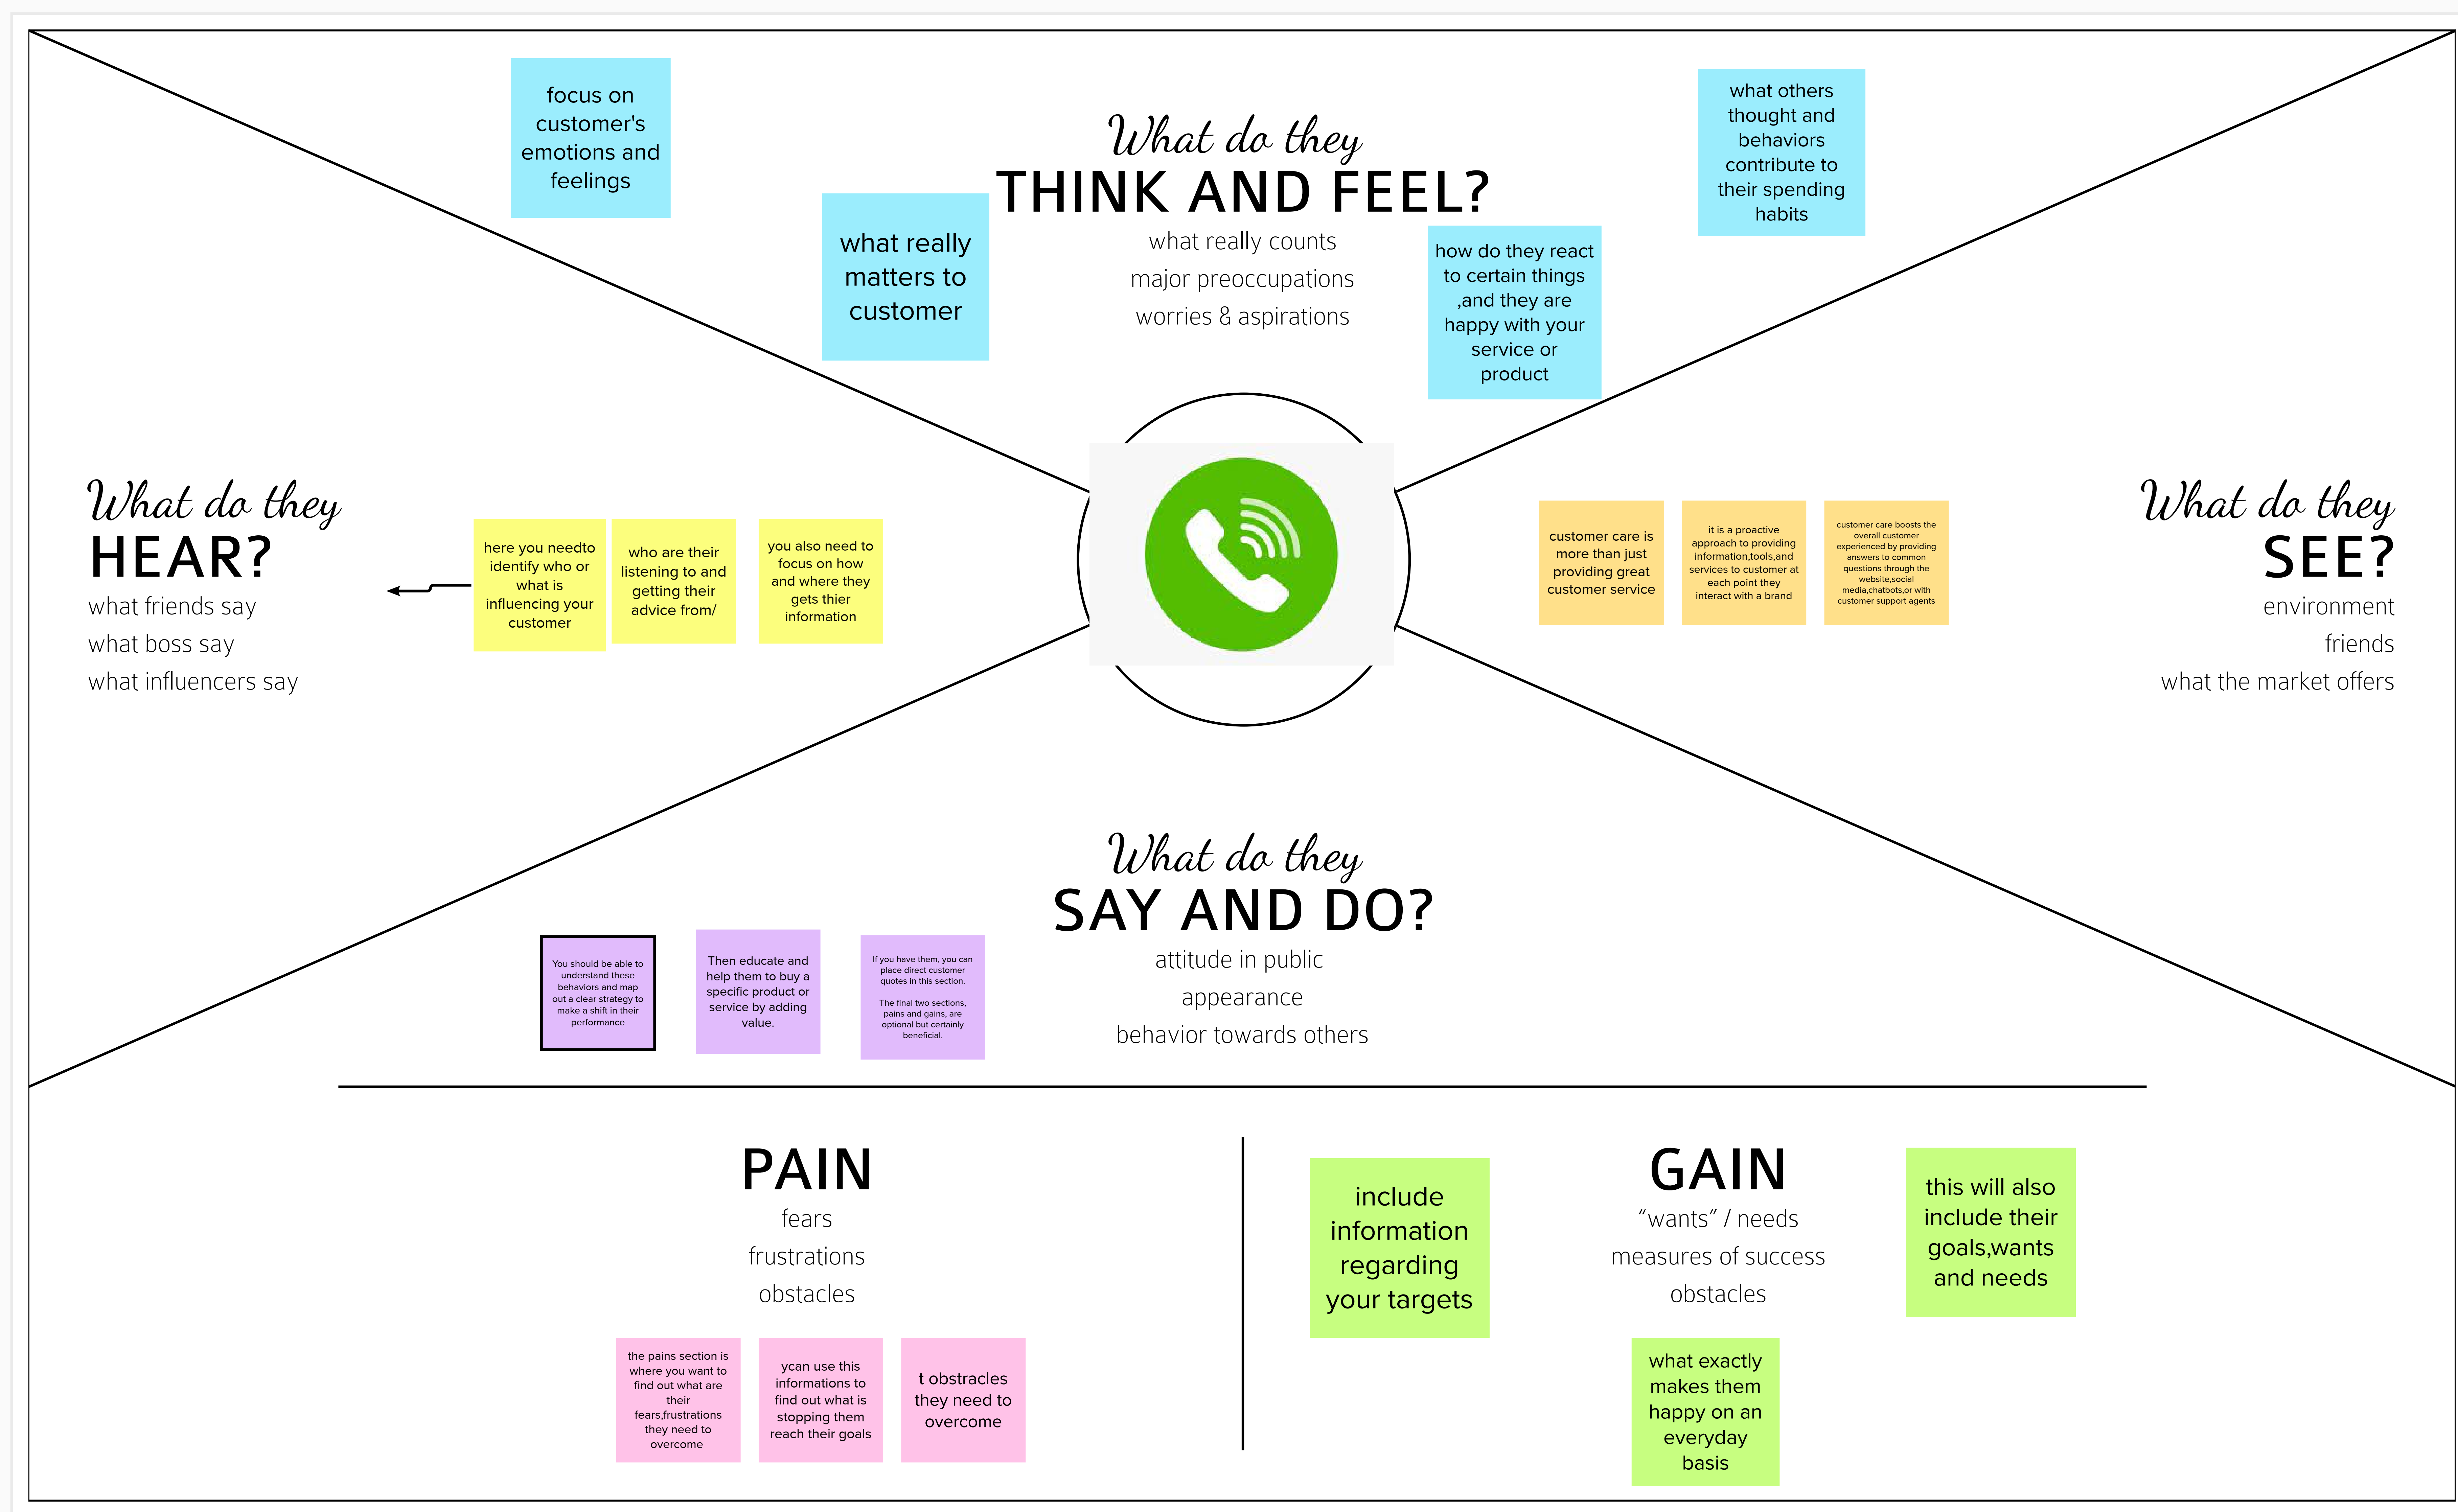 focus on
customer's
emotions and
feelings
what really
matters to
customer
What do they
THINK AND FEEL?
what really counts
major preoccupations
worries & aspirations
how do they react
to certain things
,and they are
happy with your
service or
product
what others
thought and
behaviors
contribute to
their spending
habits
What do they
HEAR?
what friends say
what boss say
what influencers say
here you needto
identify who or
what is
influencing your
customer
who are their
listening to and
getting their
advice from/
you also need to
focus on how
and where they
gets thier
information
customer care is
more than just
providing great
customer service
it is a proactive
approach to providing
information,tools,and
services to customer at
each point they
interact with a brand
customer care boosts the
overall customer
experienced by providing
answers to common
questions through the
website,social
media,chatbots,or with
customer support agents
What do they
SEE?
environment
friends
what the market offers
What do they
SAY AND DO?
attitude in public
appearance
behavior towards others
You should be able to
understand these
behaviors and map
out a clear strategy to
make a shift in their
performance
Then educate and
help them to buy a
specific product or
service by adding
value.
If you have them, you can
place direct customer
quotes in this section.
The final two sections,
pains and gains, are
optional but certainly
beneficial.
PAIN
fears
frustrations
obstacles
the pains section is
where you want to
find out what are
their
fears,frustrations
they need to
overcome
ycan use this
informations to
find out what is
stopping them
reach their goals
t obstracles
they need to
overcome
include
information
regarding
your targets
GAIN
“wants” / needs
measures of success
obstacles
this will also
include their
goals,wants
and needs
what exactly
makes them
happy on an
everyday
basis